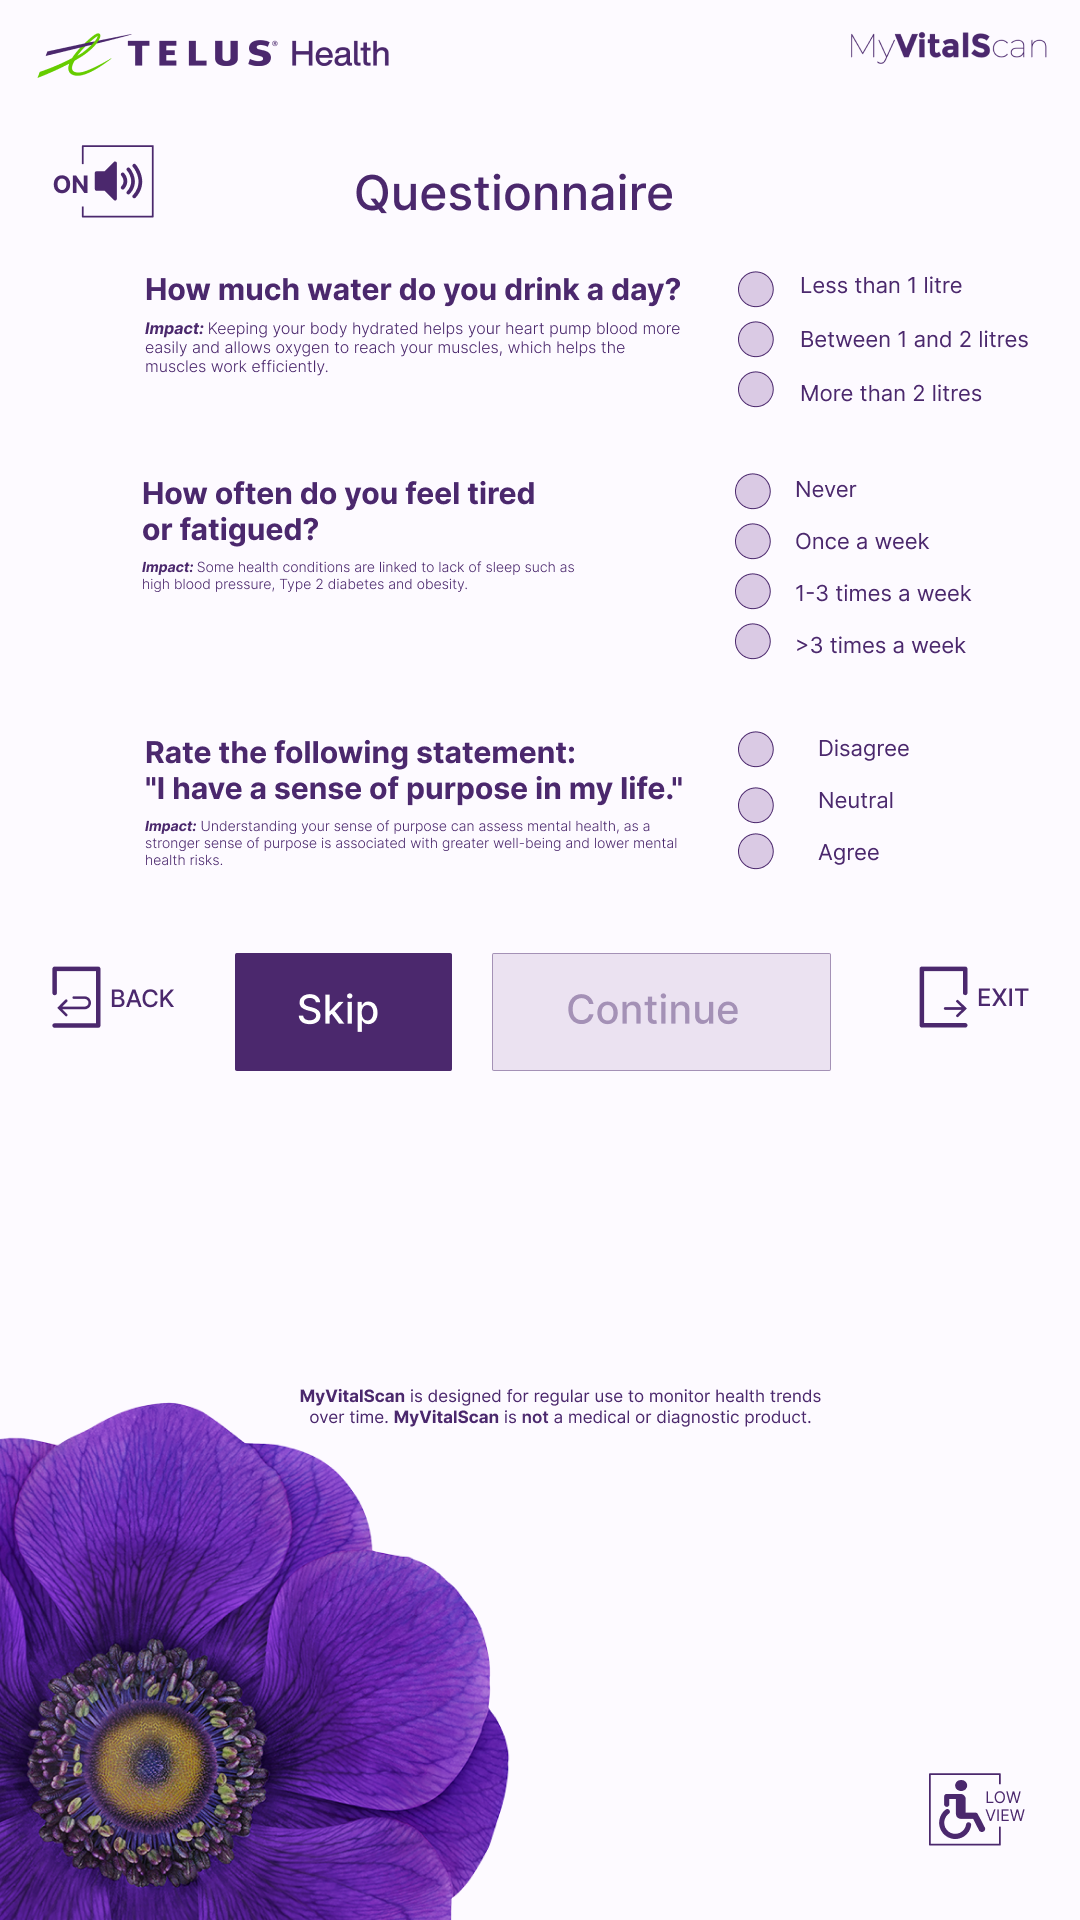 TELUS® Health
MyVitalScan
ON
Questionnaire
How much water do you drink a day?
Impact: Keeping your body hydrated helps your heart pump blood more
easily and allows oxygen to reach your muscles, which helps the
muscles work efficiently.
Less than 1 litre
Between 1 and 2 litres
More than 2 litres
How often do you feel tired
or fatigued?
Impact: Some health conditions are linked to lack of sleep such as
high blood pressure, Type 2 diabetes and obesity.
Never
Once a week
1-3 times a week
>3 times a week
Rate the following statement:
"I have a sense of purpose in my life."
Impact: Understanding your sense of purpose can assess mental health, as a
stronger sense of purpose is associated with greater well-being and lower mental
health risks.
Disagree
Neutral
Agree
BACK
Skip
Continue
EXIT
MyVitalScan is designed for regular use to monitor health trends
over time. MyVitalScan is not a medical or diagnostic product.
LOW
VIEW